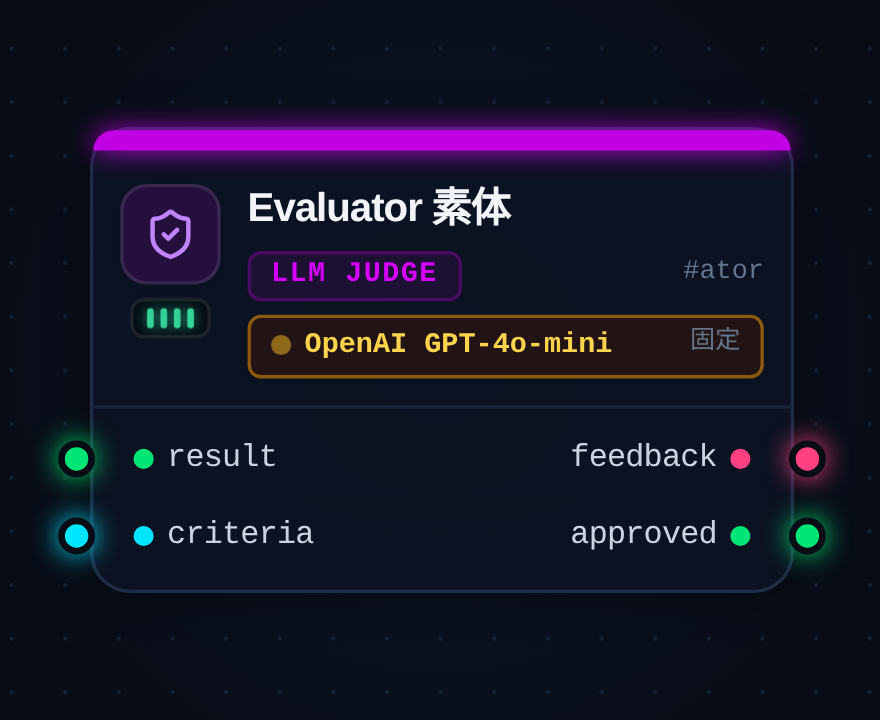 Evaluator 素体
LLM JUDGE
#ator
OpenAI GPT-4o-mini
固定
result
feedback
criteria
approved